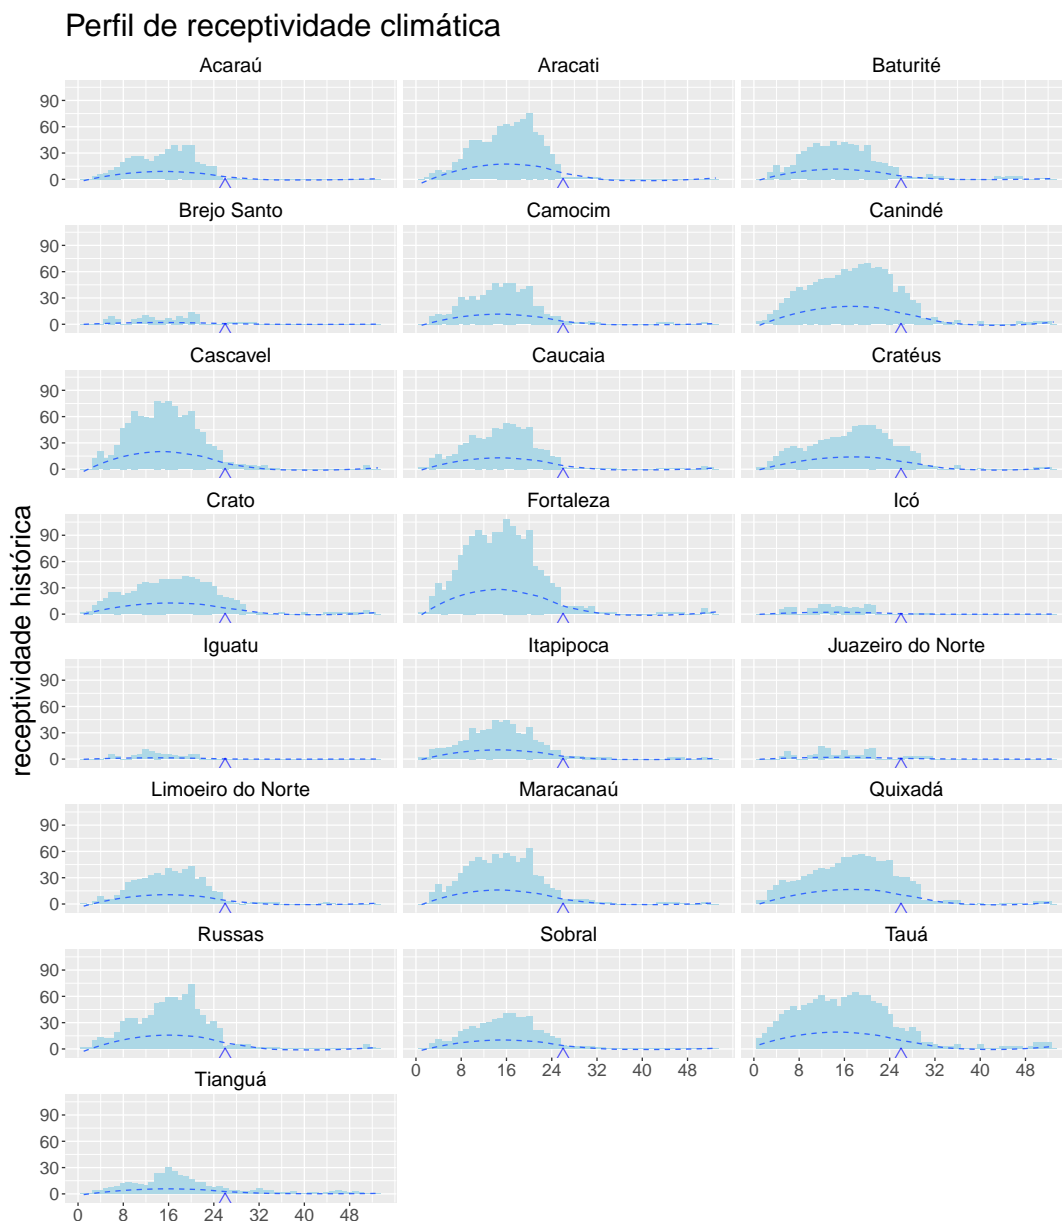 Perfil de receptividade climática
Acaraú Aracati Baturité
90
60
30
0
Brejo Santo Camocim Canindé
90
60
30
0
Cascavel Caucaia Cratéus
90
60
30
0
Crato Fortaleza Icó
90
60
30
0
receptividade histórica
Iguatu Itapipoca Juazeiro do Norte
90
60
30
0
Limoeiro do Norte Maracanaú Quixadá
90
60
30
0
Russas Sobral Tauá
90
60
30
0
0 8 16 24 32 40 48 0 8 16 24 32 40 48
Tianguá
90
60
30
0
0 8 16 24 32 40 48